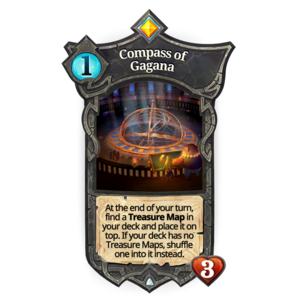 Compass of
Gagana
1
At the end of your turn,
find a Treasure Map in
your deck and place it on
top. If your deck has no
Treasure Maps, shuffle
one into it instead.
3